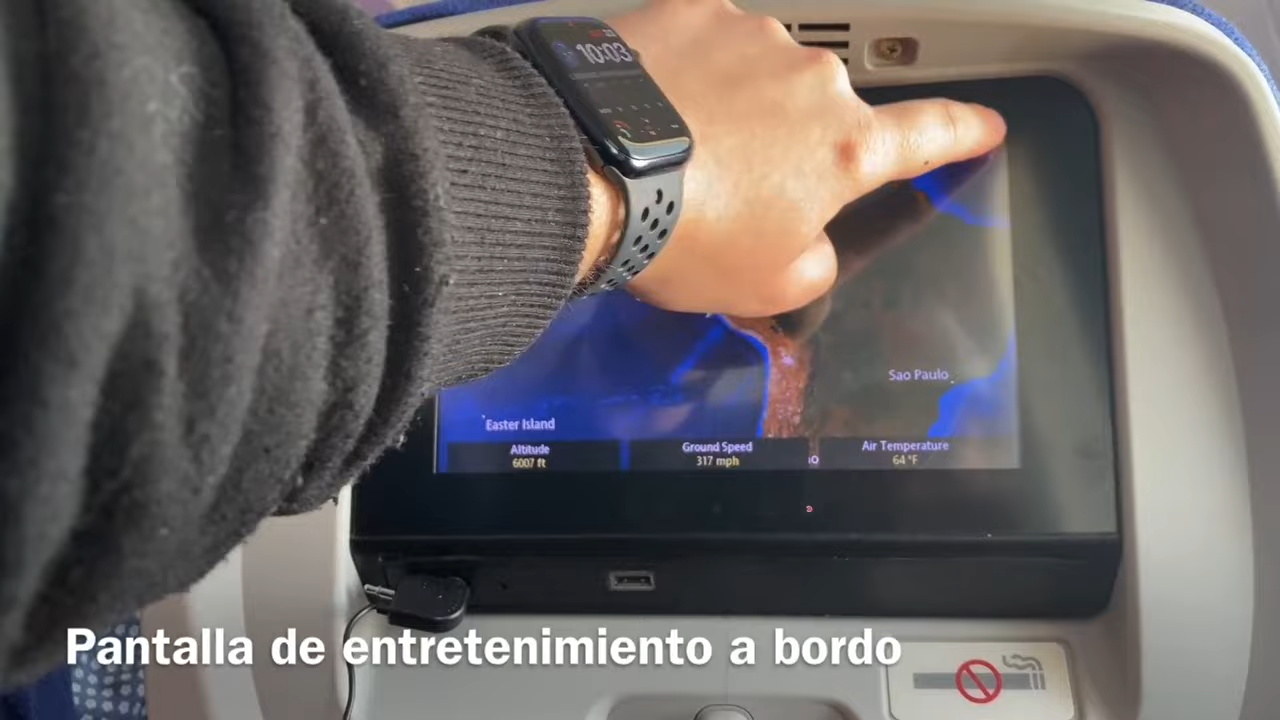 10:03
Sao Paulo
Easter Island
Altitude
6007 ft
Ground Speed
317 mph
Air Temperature
64 °F
Pantalla de entretenimiento a bordo